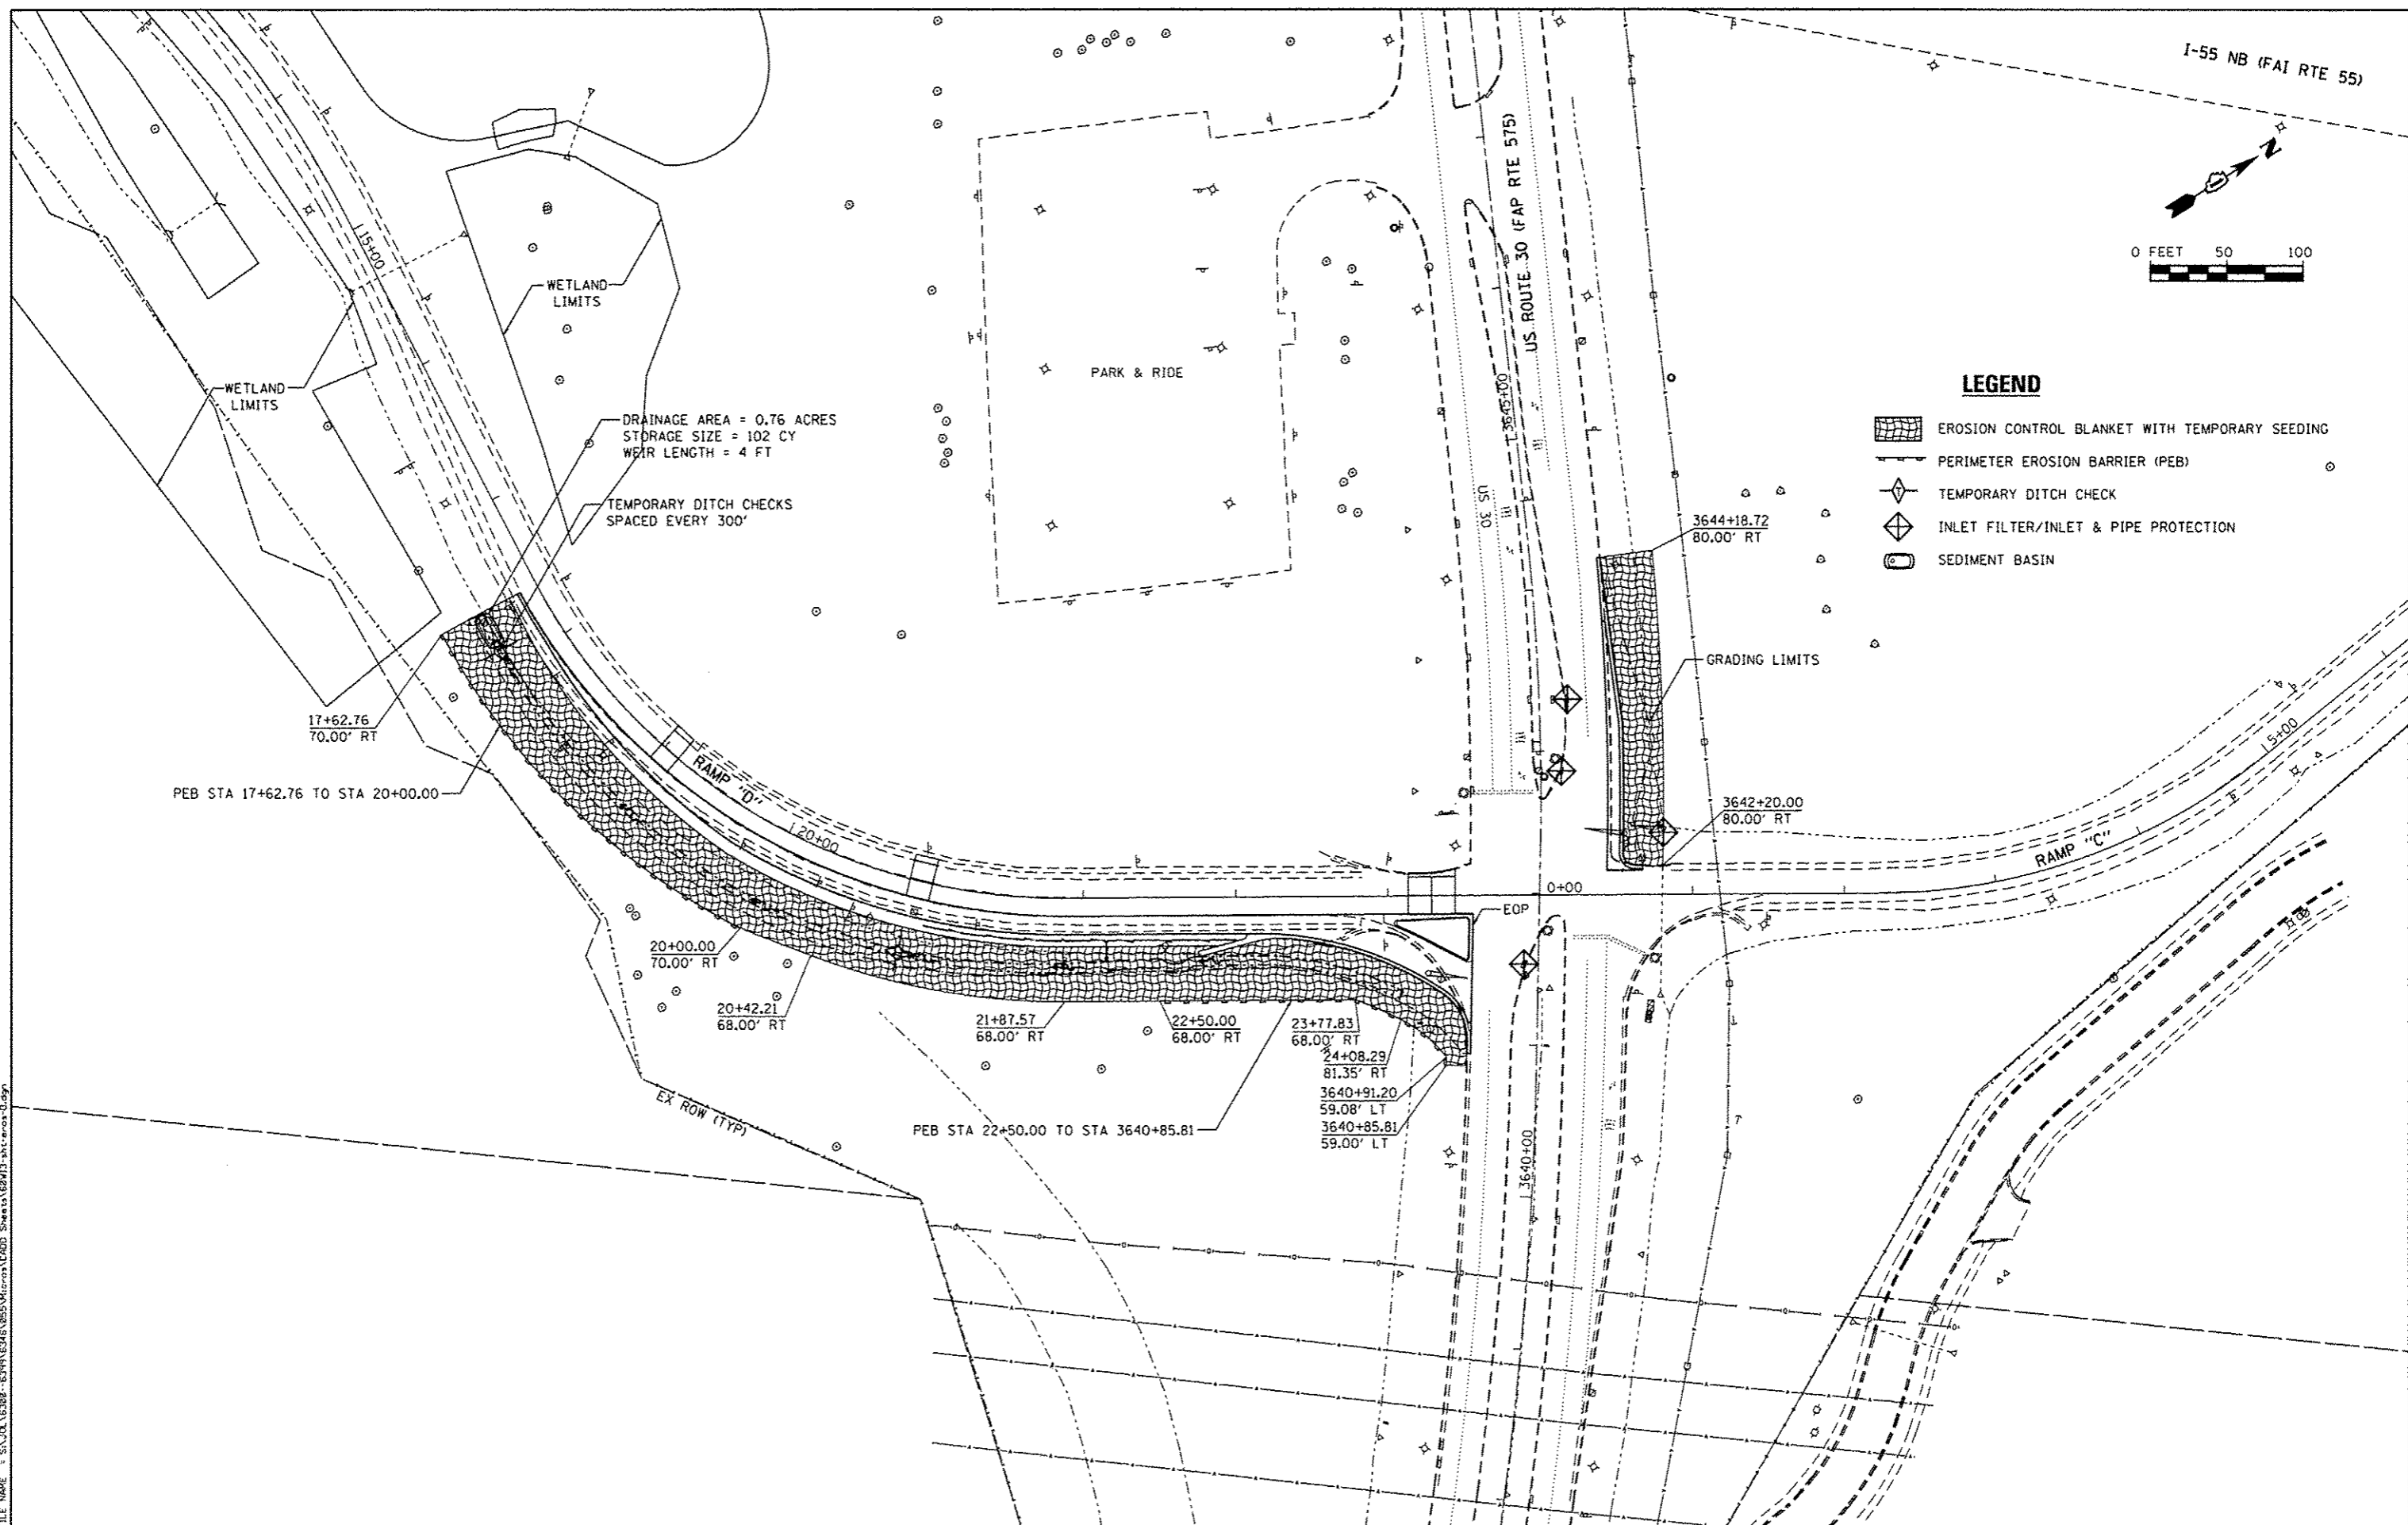 I-55 NB (FAI RTE 55)
N
0 FEET 50 100
US ROUTE 30 (FAP RTE 575)
15+00
WETLAND
LIMITS
WETLAND
LIMITS
PARK & RIDE
3645+00
US 30
LEGEND
EROSION CONTROL BLANKET WITH TEMPORARY SEEDING
PERIMETER EROSION BARRIER (PEB)
TEMPORARY DITCH CHECK
INLET FILTER/INLET & PIPE PROTECTION
SEDIMENT BASIN
DRAINAGE AREA = 0.76 ACRES
STORAGE SIZE = 102 CY
WEIR LENGTH = 4 FT
TEMPORARY DITCH CHECKS
SPACED EVERY 300'
3644+18.72
80.00' RT
GRADING LIMITS
17+62.76
70.00' RT
PEB STA 17+62.76 TO STA 20+00.00
RAMP "D"
20+00
3642+20.00
80.00' RT
5+00
RAMP "C"
0+00
EOP
20+00.00
70.00' RT
20+42.21
68.00' RT
21+87.57
68.00' RT
22+50.00
68.00' RT
23+77.83
68.00' RT
24+08.29
81.35' RT
3640+91.20
59.08' LT
3640+85.81
59.00' LT
EX ROW (TYP)
PEB STA 22+50.00 TO STA 3640+85.81
3640+00